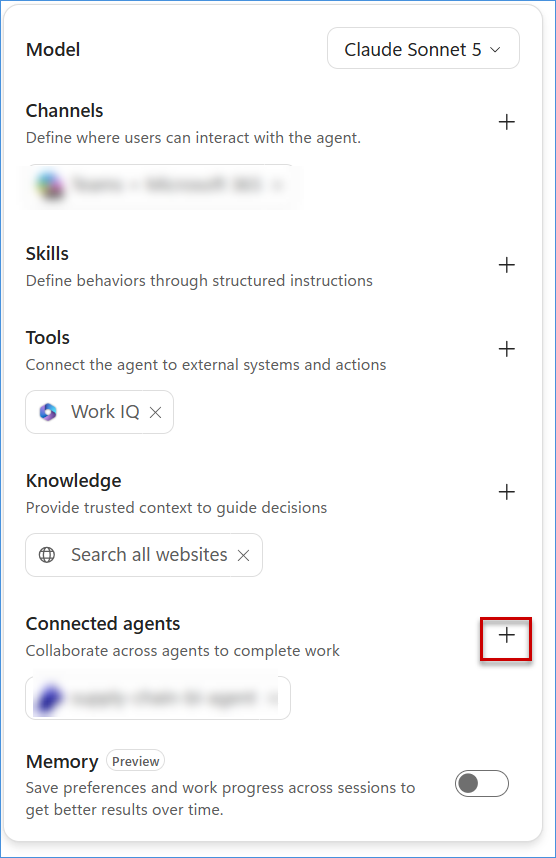 Model
Claude Sonnet 5
Channels
Define where users can interact with the agent.
Skills
Define behaviors through structured instructions
Tools
Connect the agent to external systems and actions
Work IQ
Knowledge
Provide trusted context to guide decisions
Search all websites
Connected agents
Collaborate across agents to complete work
Memory Preview
Save preferences and work progress across sessions to
get better results over time.